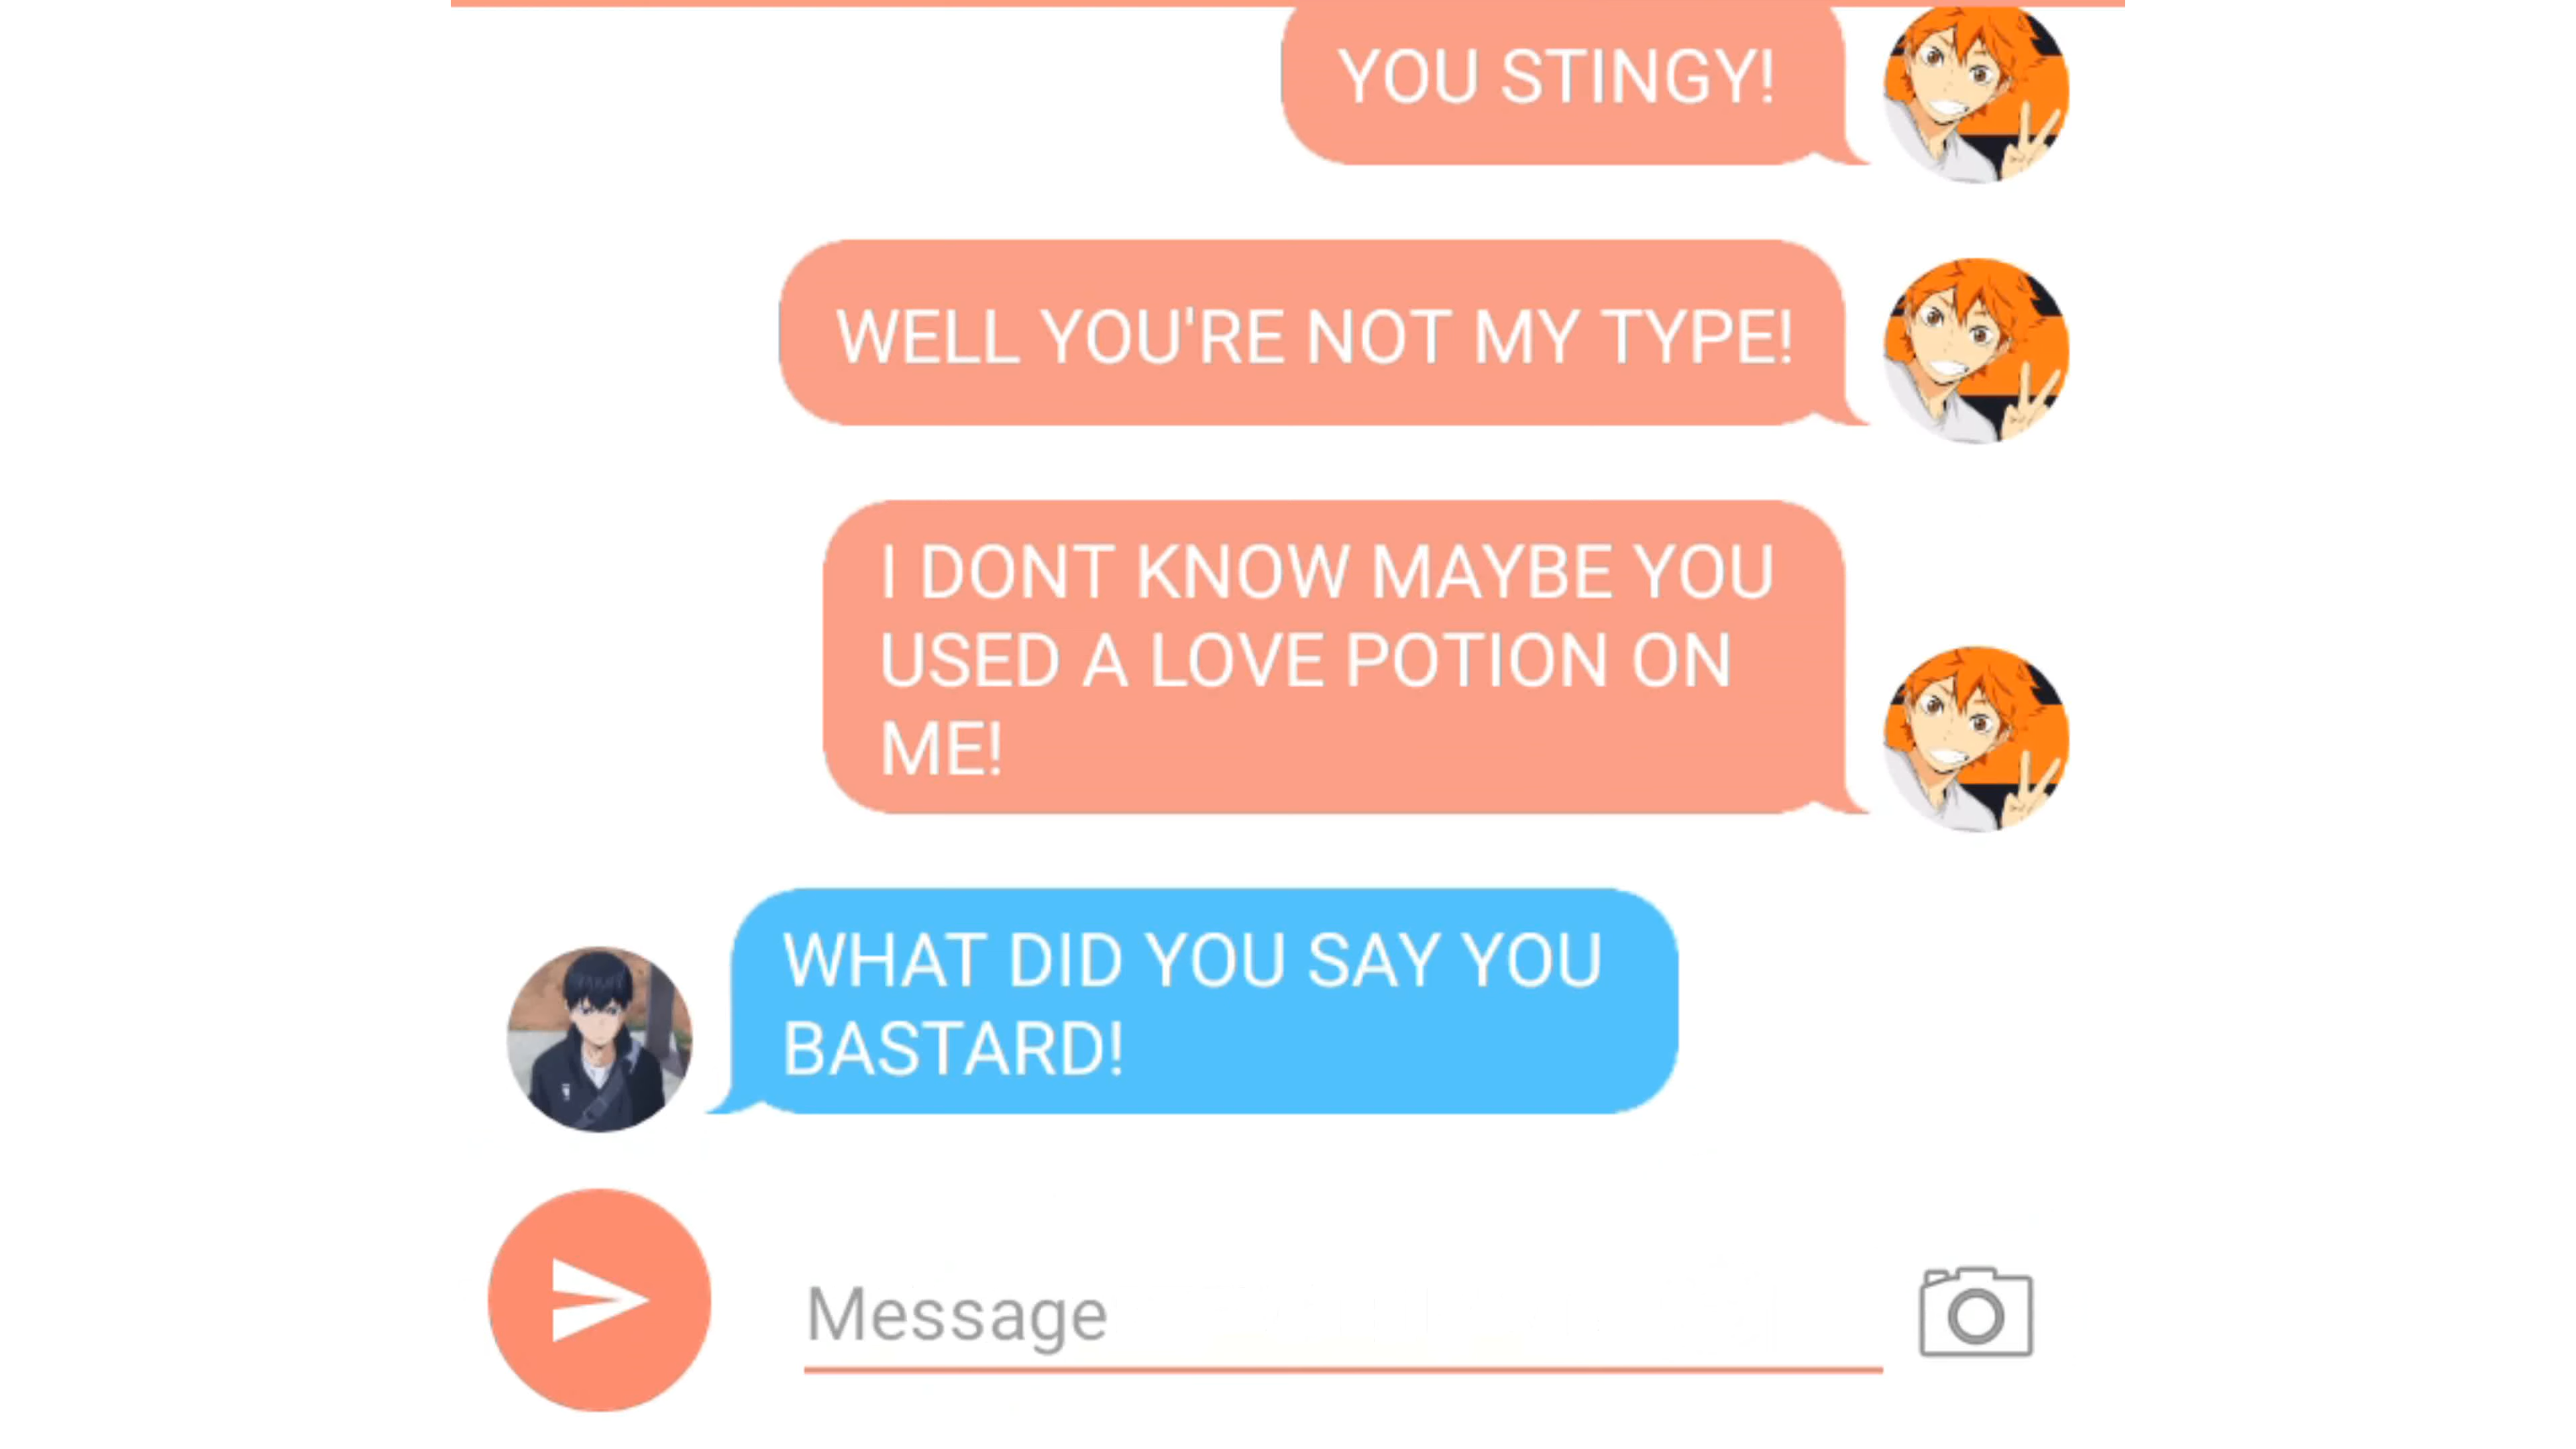 YOU STINGY!
WELL YOU'RE NOT MY TYPE!
I DONT KNOW MAYBE YOU
USED A LOVE POTION ON
ME!
WHAT DID YOU SAY YOU
BASTARD!
Message